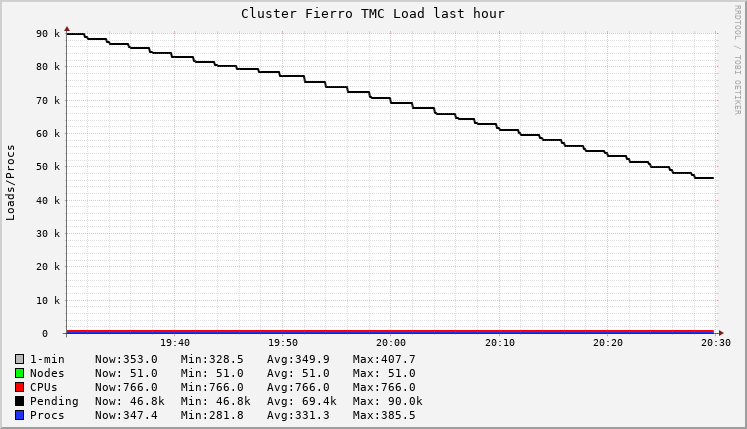 Cluster Fierro TMC Load last hour
RRDTOOL / TOBI OETIKER
Loads/Procs
90 k
80 k
70 k
60 k
50 k
40 k
30 k
20 k
10 k
0
19:40 19:50 20:00 20:10 20:20 20:30
1-min Now:353.0 Min:328.5 Avg:349.9 Max:407.7
Nodes Now: 51.0 Min: 51.0 Avg: 51.0 Max: 51.0
CPUs Now:766.0 Min:766.0 Avg:766.0 Max:766.0
Pending Now: 46.8k Min: 46.8k Avg: 69.4k Max: 90.0k
Procs Now:347.4 Min:281.8 Avg:331.3 Max:385.5